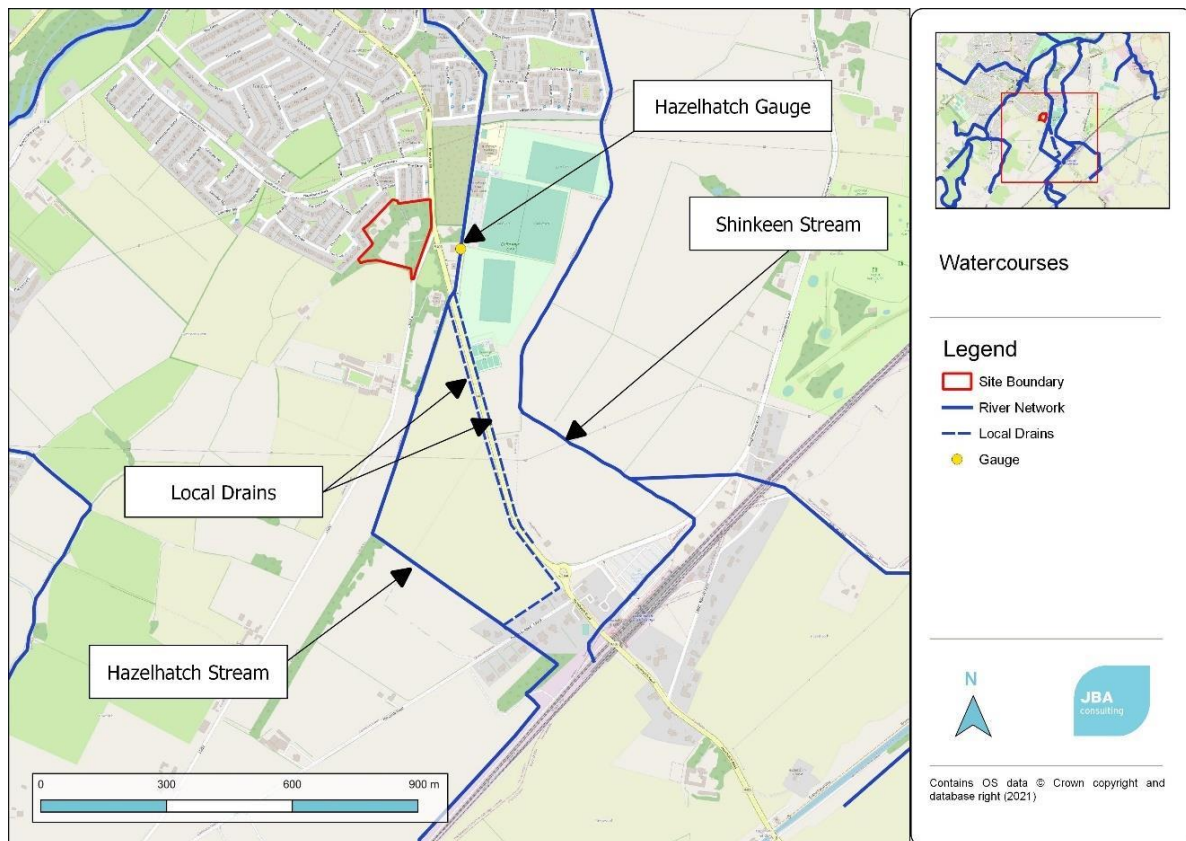 Hazelhatch Gauge
Shinkeen Stream
Local Drains
Hazelhatch Stream
0 300 600 900 m
Watercourses
Legend
Site Boundary
River Network
Local Drains
Gauge
N
JBA
consulting
Contains OS data © Crown copyright and
database right (2021)